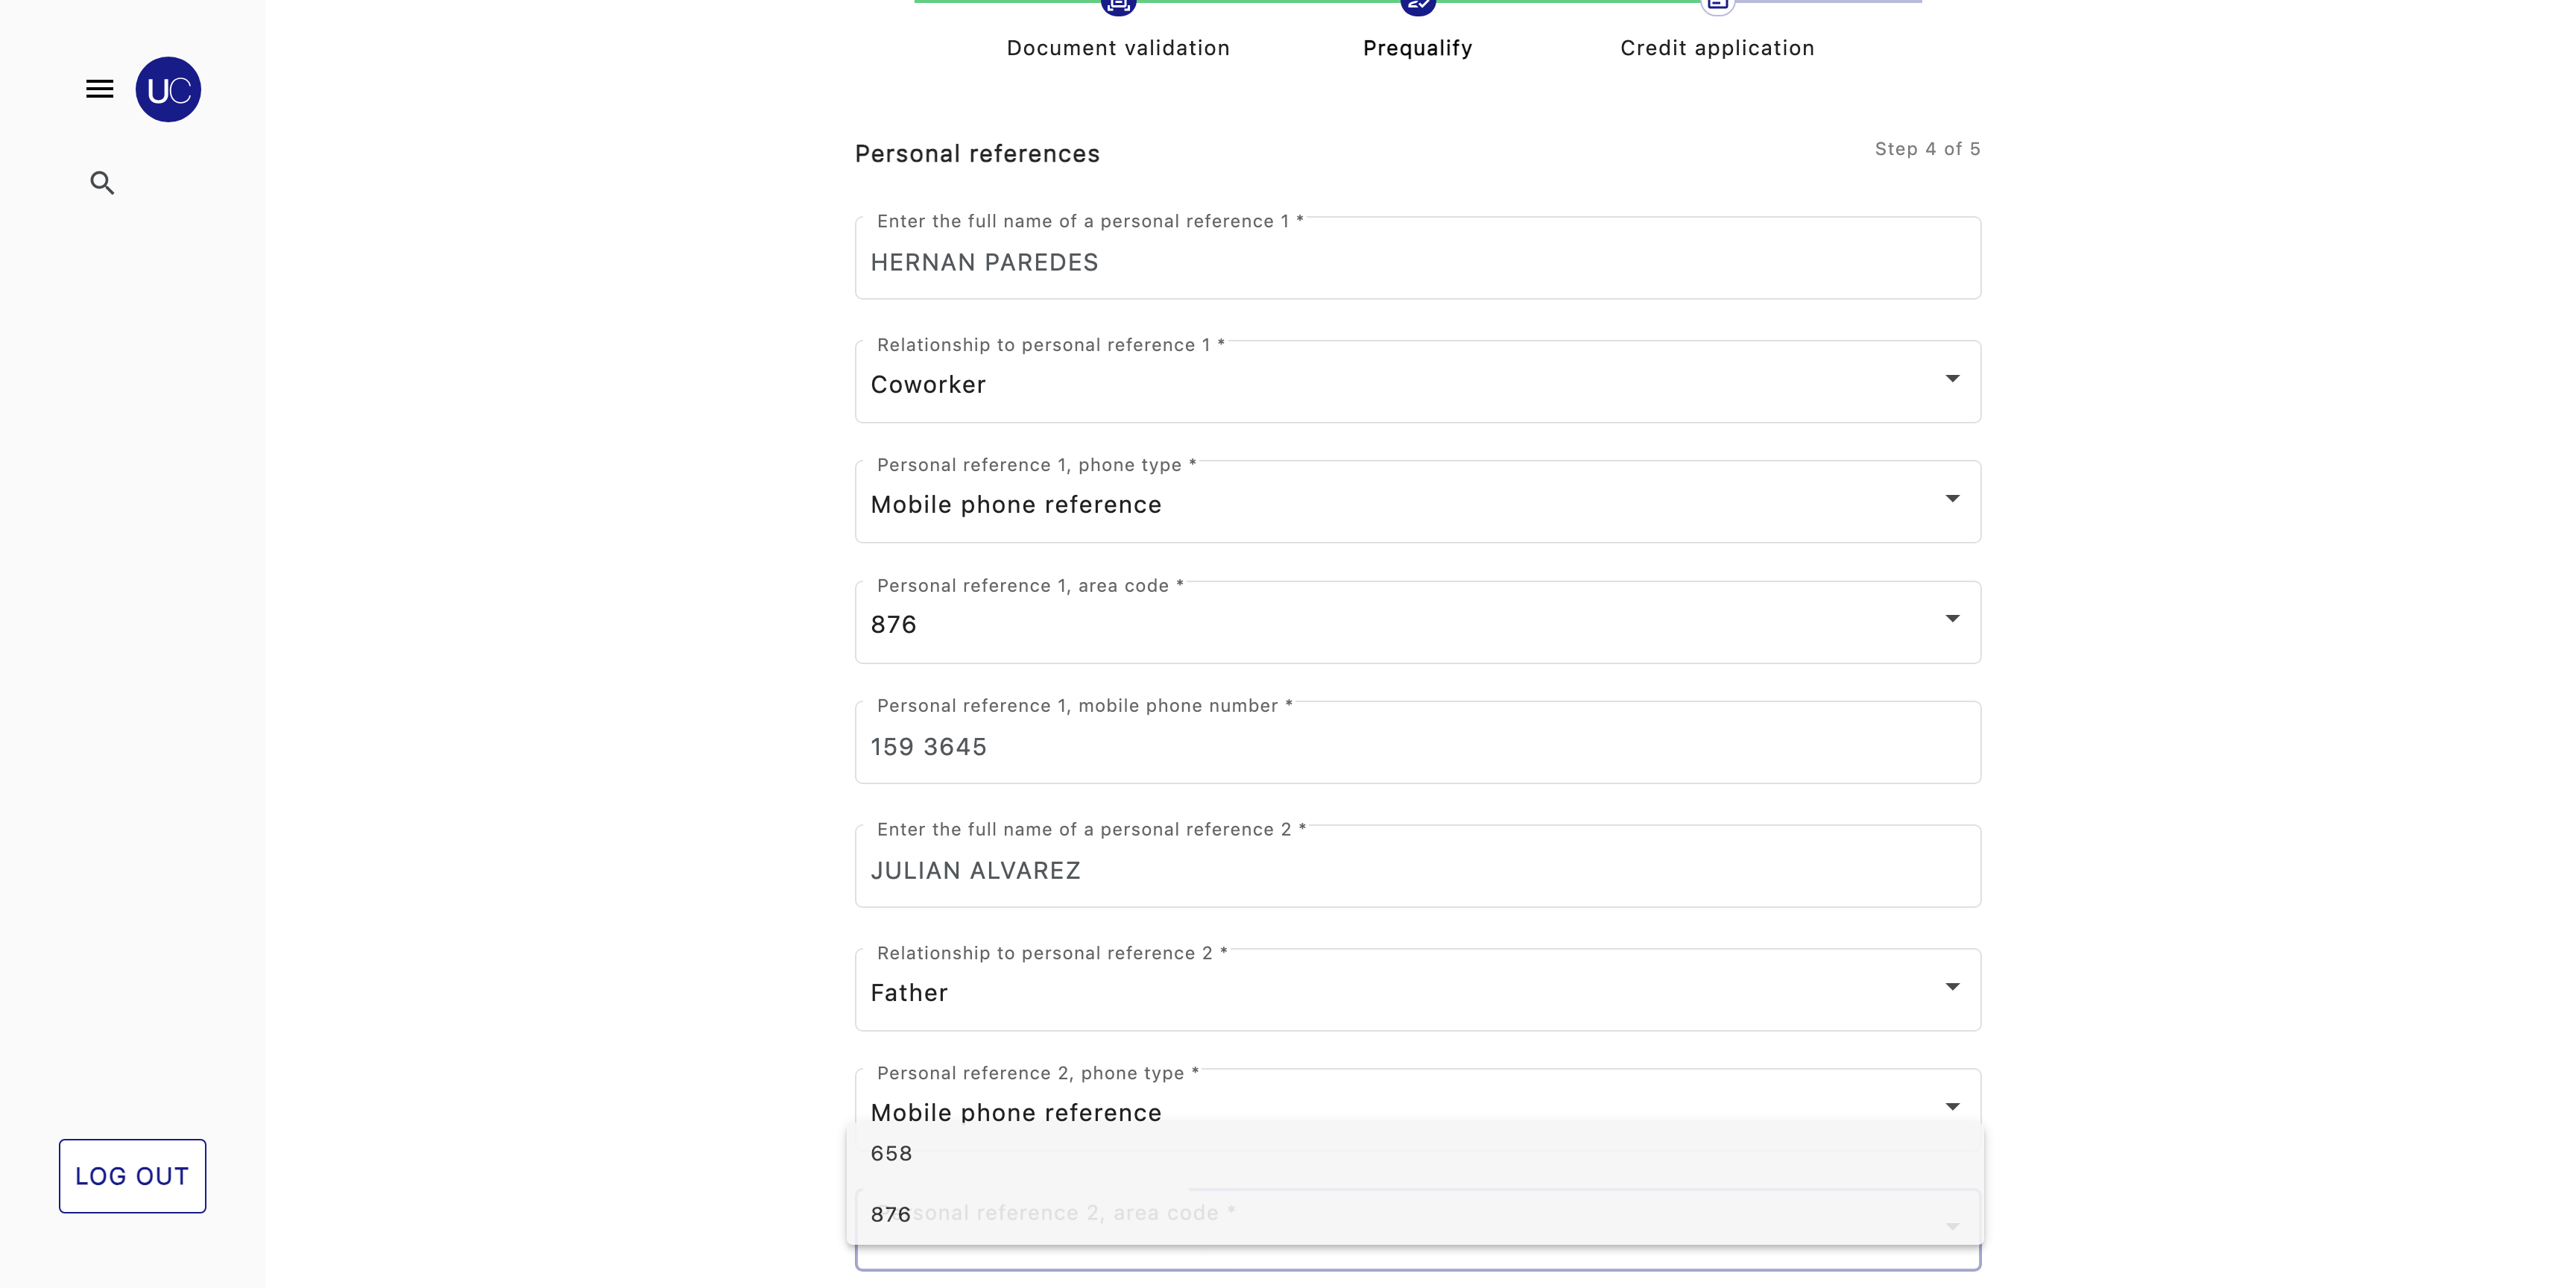 Document validation
Prequalify
Credit application
UC
Personal references
Step 4 of 5
Enter the full name of a personal reference 1 *
HERNAN PAREDES
Relationship to personal reference 1 *
Coworker
Personal reference 1, phone type *
Mobile phone reference
Personal reference 1, area code *
876
Personal reference 1, mobile phone number *
159 3645
Enter the full name of a personal reference 2 *
JULIAN ALVAREZ
Relationship to personal reference 2 *
Father
Personal reference 2, phone type *
Mobile phone reference
658
876
Personal reference 2, area code *
LOG OUT